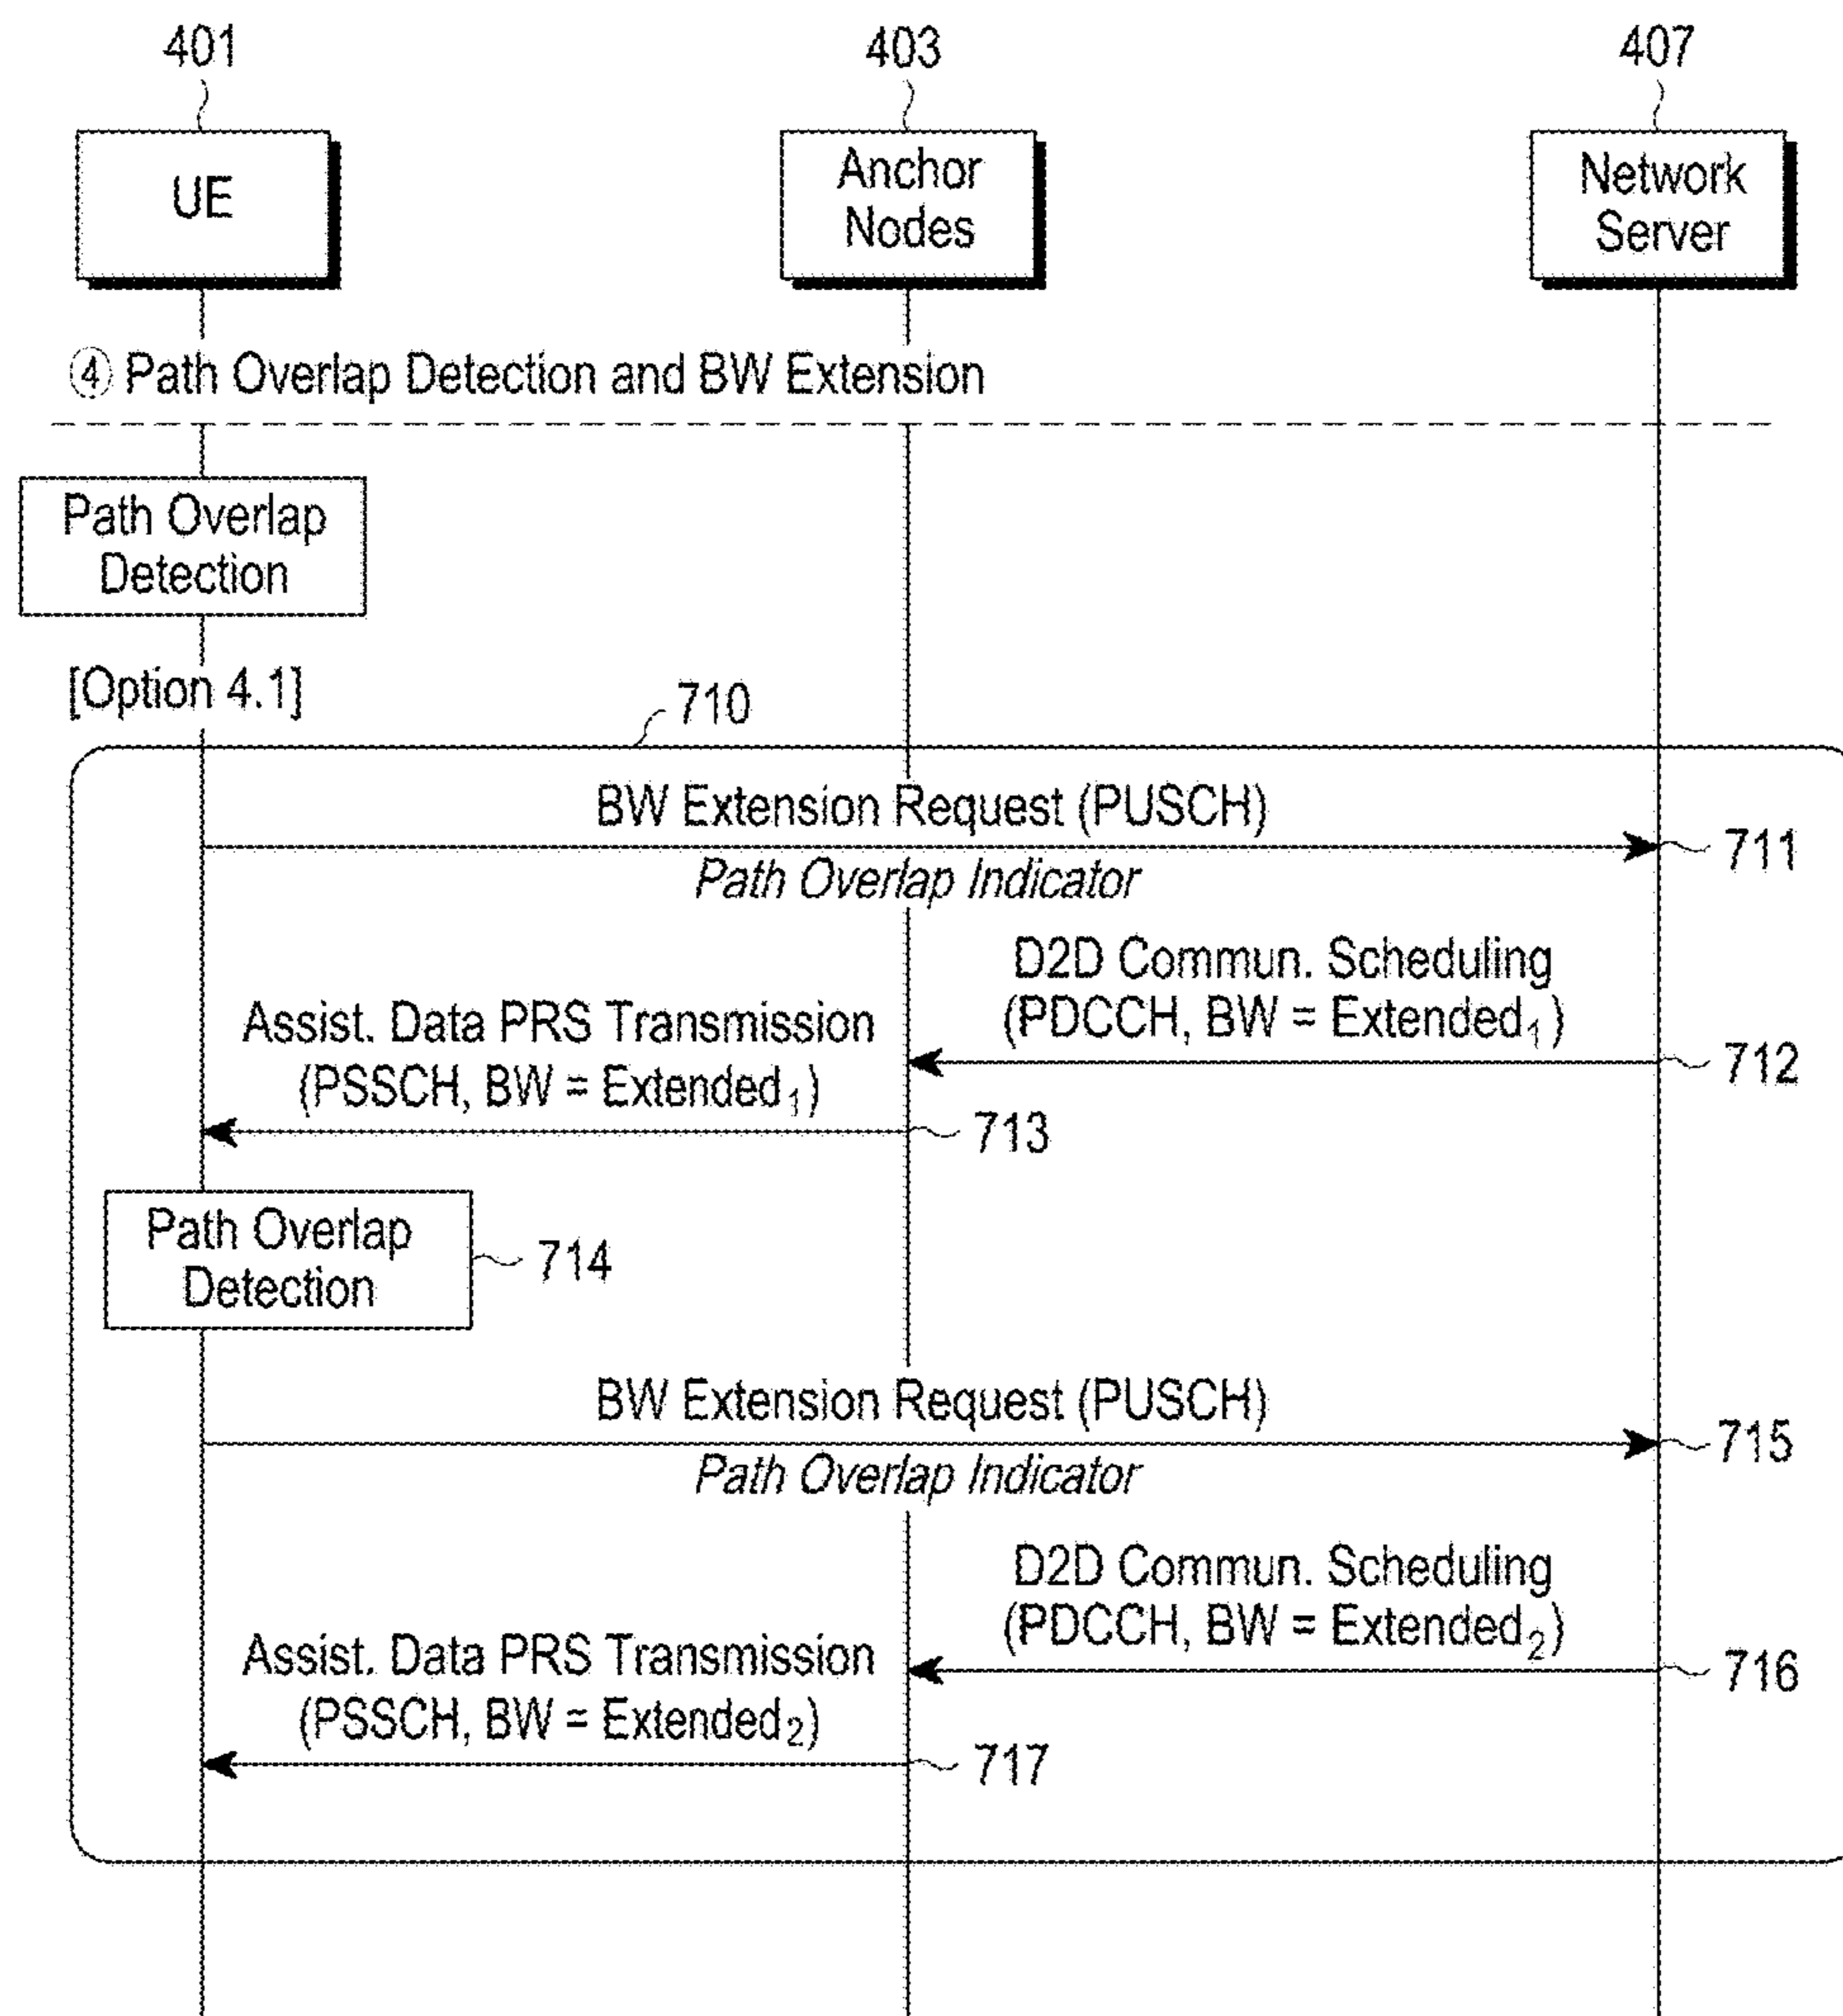 401
403
407
UE
Anchor
Nodes
Network
Server
④ Path Overlap Detection and BW Extension
Path Overlap
Detection
[Option 4.1]
710
BW Extension Request (PUSCH)
711
Path Overlap Indicator
D2D Commun. Scheduling
(PDCCH, BW = Extended₁)
712
Assist. Data PRS Transmission
(PSSCH, BW = Extended₁)
713
Path Overlap
Detection
714
BW Extension Request (PUSCH)
715
Path Overlap Indicator
D2D Commun. Scheduling
(PDCCH, BW = Extended₂)
716
Assist. Data PRS Transmission
(PSSCH, BW = Extended₂)
717